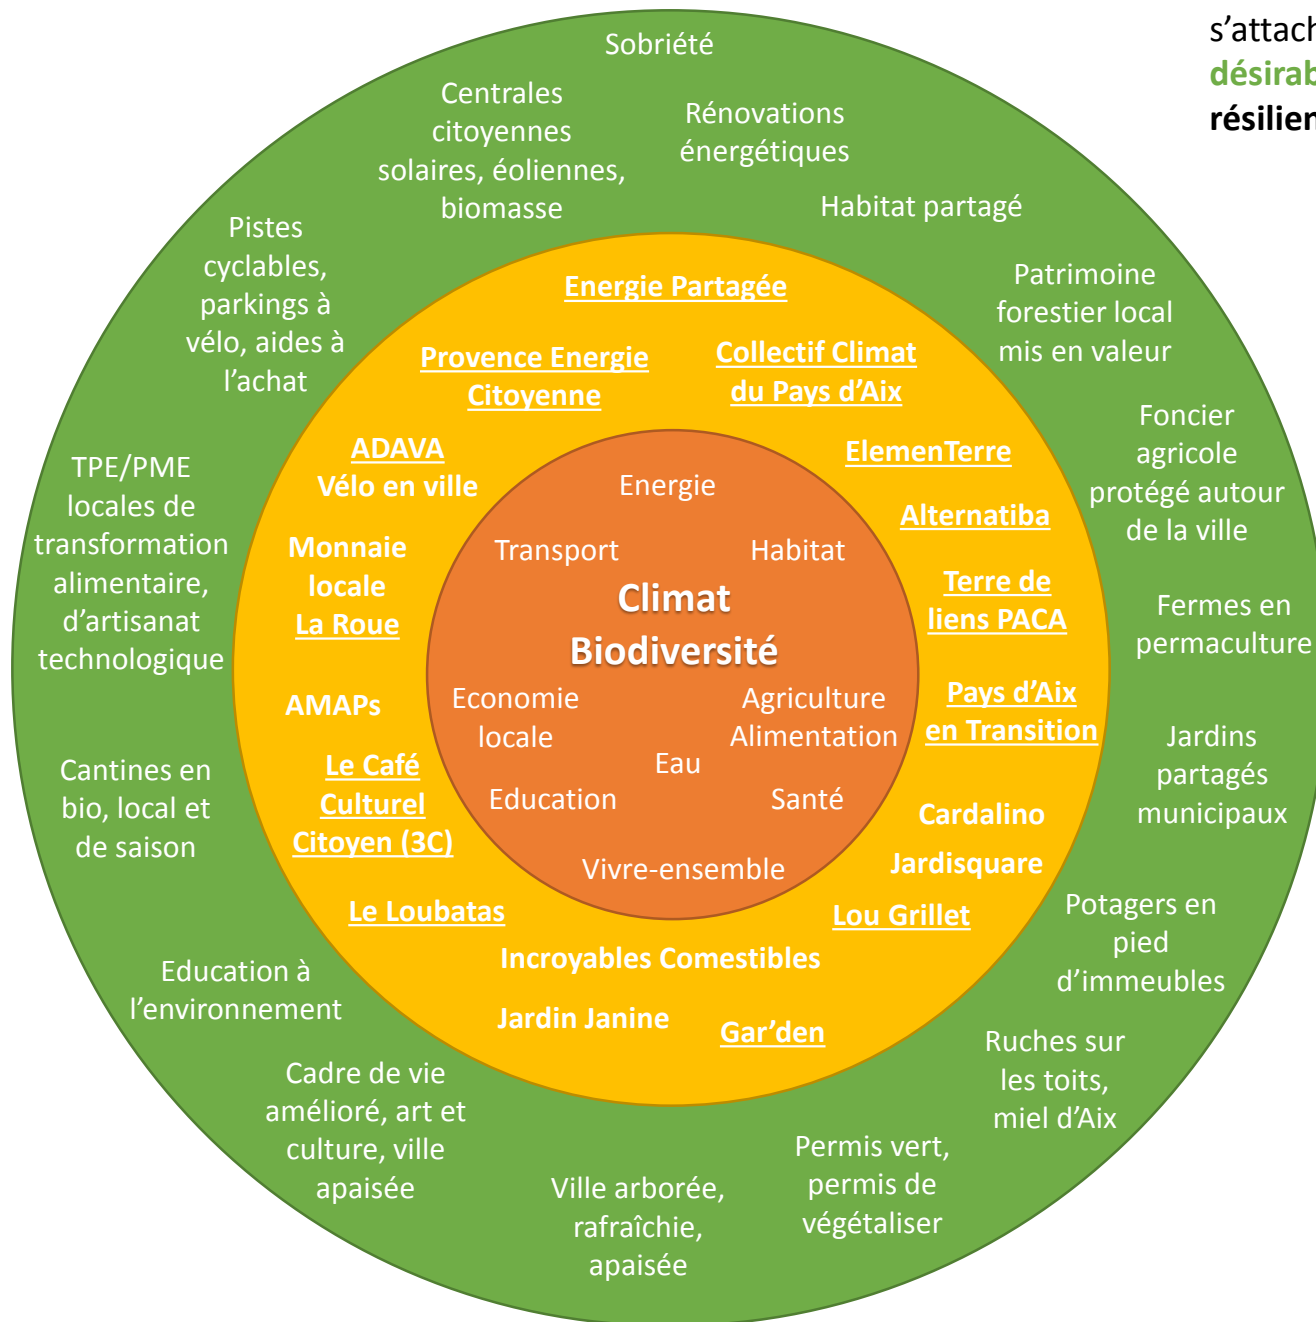 s’attach
désirab
résilien
Sobriété
Centrales
citoyennes
solaires, éoliennes,
biomasse
Rénovations
énergétiques
Habitat partagé
Patrimoine
forestier local
mis en valeur
Foncier
agricole
protégé autour
de la ville
Fermes en
permaculture
Jardins
partagés
municipaux
Potagers en
pied
d’immeubles
Ruches sur
les toits,
miel d’Aix
Permis vert,
permis de
végétaliser
Ville arborée,
rafraîchie,
apaisée
Cadre de vie
amélioré, art et
culture, ville
apaisée
Education à
l’environnement
Cantines en
bio, local et
de saison
TPE/PME
locales de
transformation
alimentaire,
d’artisanat
technologique
Pistes
cyclables,
parkings à
vélo, aides à
l’achat
Energie Partagée
Collectif Climat
du Pays d’Aix
ElemenTerre
Alternatiba
Terre de
liens PACA
Pays d’Aix
en Transition
Cardalino
Jardisquare
Lou Grillet
Gar’den
Incroyables Comestibles
Jardin Janine
Le Loubatas
Le Café
Culturel
Citoyen (3C)
AMAPs
Monnaie
locale
La Roue
ADAVA
Vélo en ville
Provence Energie
Citoyenne
Energie
Transport
Habitat
Climat
Biodiversité
Economie
locale
Agriculture
Alimentation
Eau
Education
Santé
Vivre-ensemble